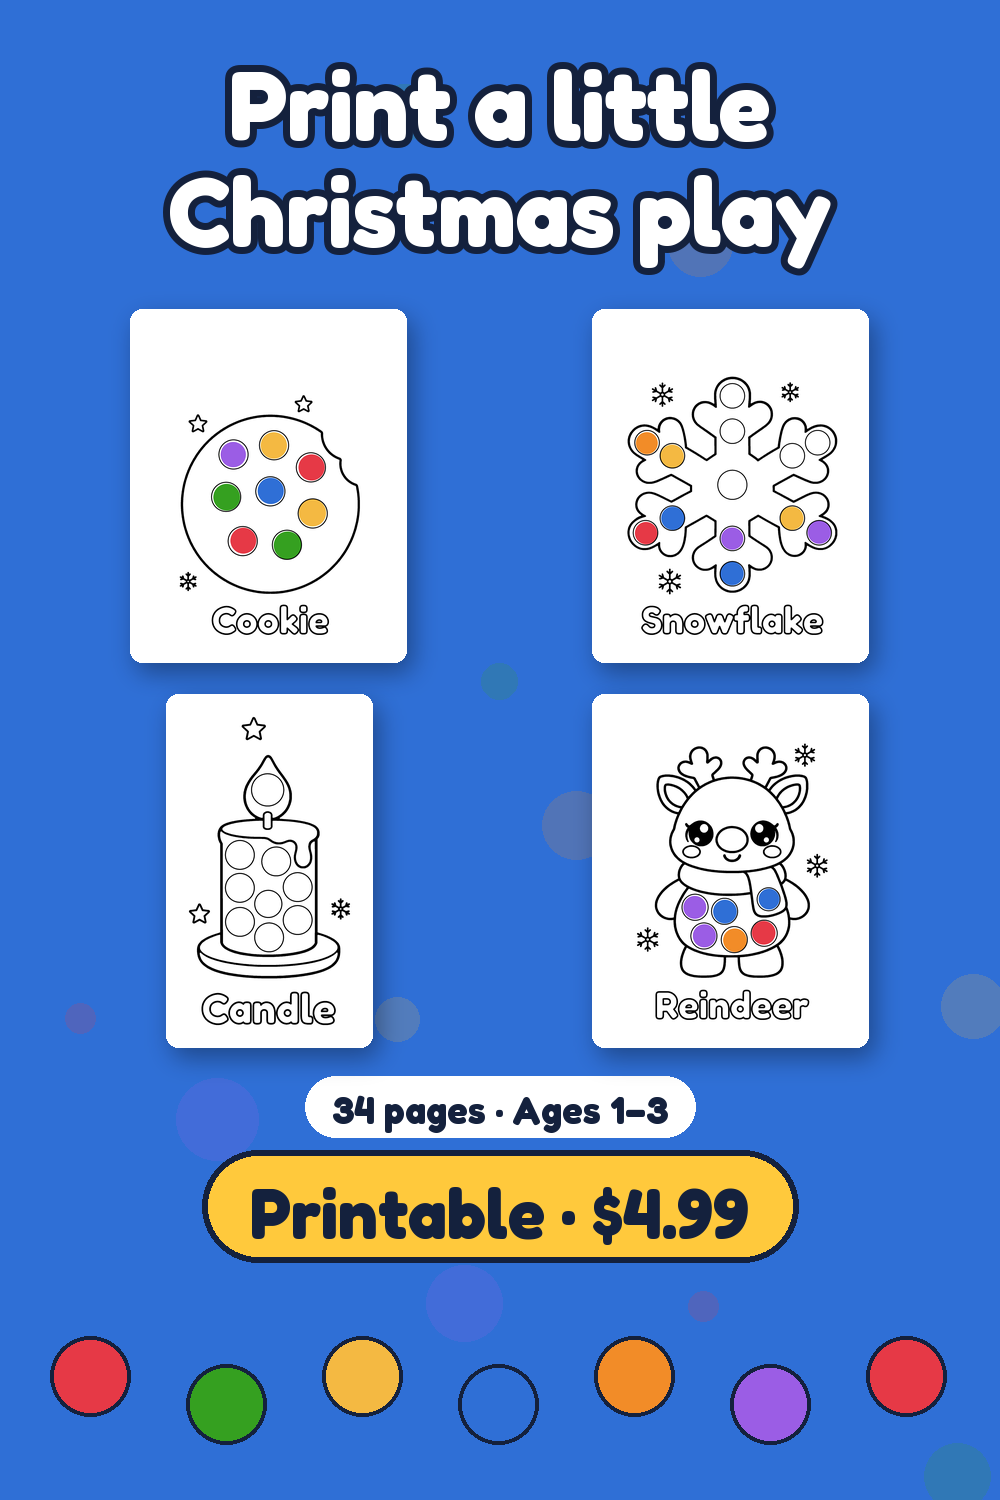 Print a little
Christmas play
Cookie
Snowflake
Candle
Reindeer
34 pages · Ages 1–3
Printable · $4.99